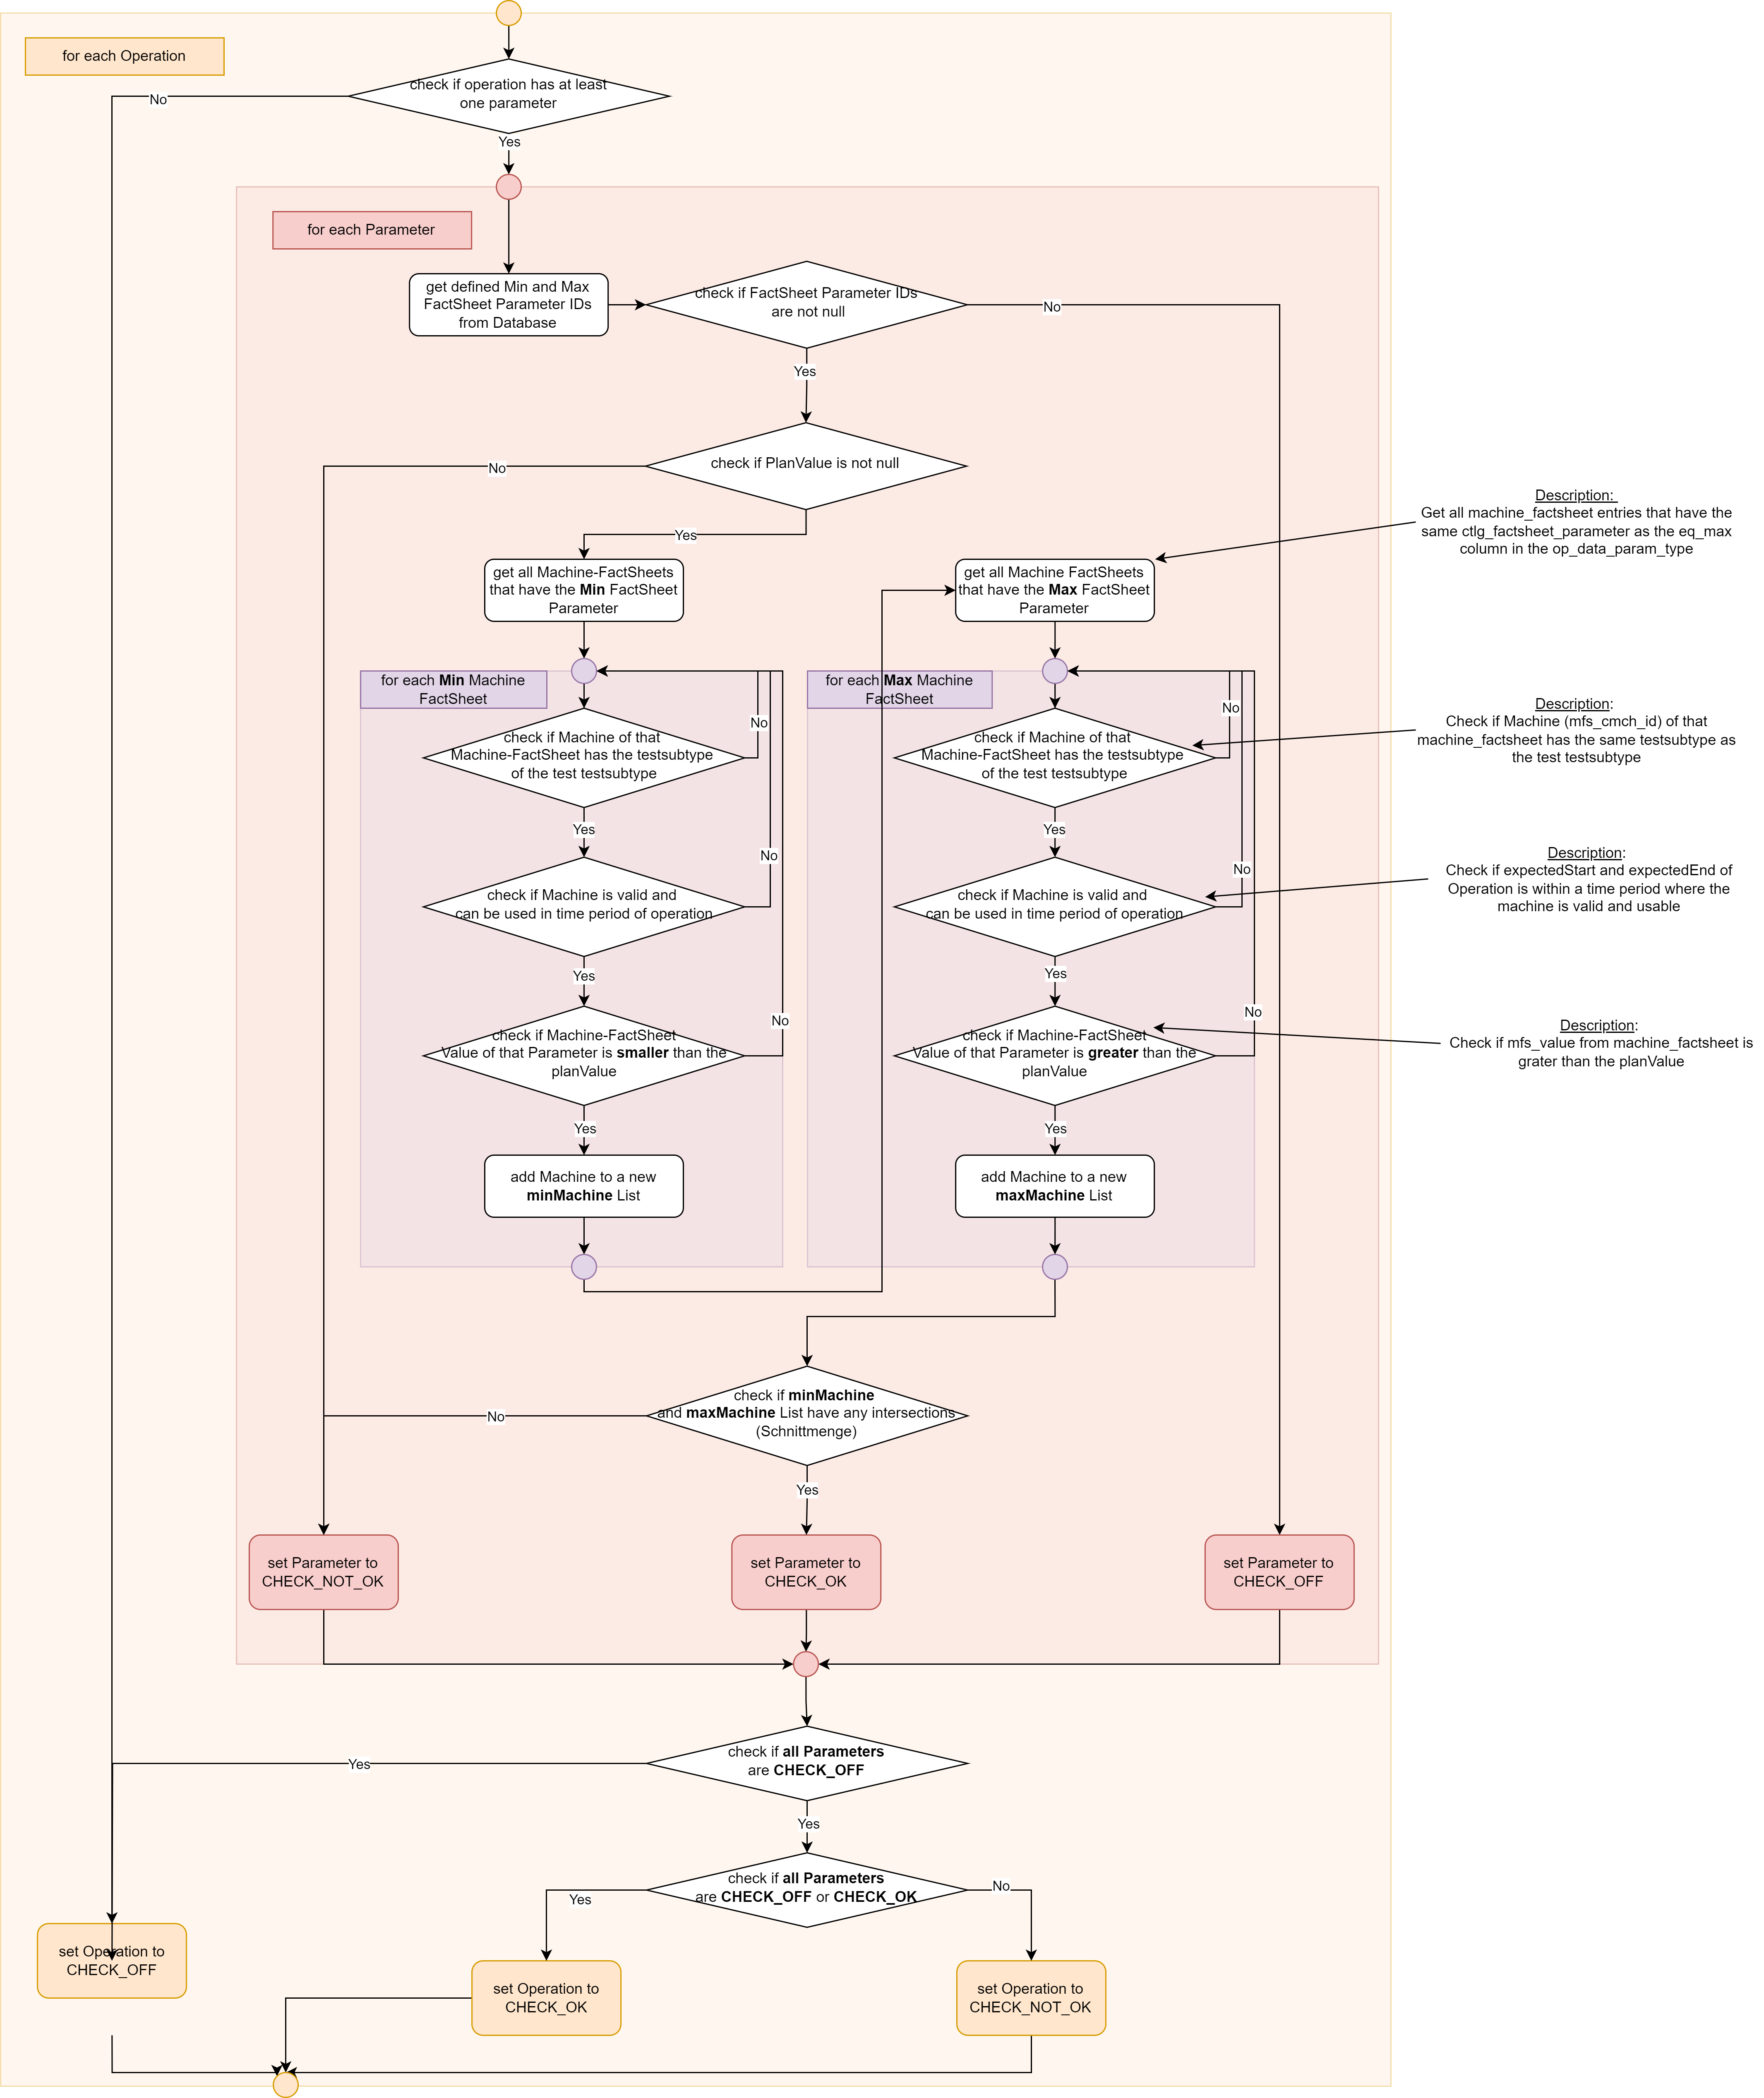 for each Operation
check if operation has at least
one parameter
No
Yes
for each Parameter
get defined Min and Max
FactSheet Parameter IDs
from Database
check if FactSheet Parameter IDs
are not null
No
Yes
check if PlanValue is not null
No
Yes
get all Machine-FactSheets
that have the Min FactSheet
Parameter
get all Machine FactSheets
that have the Max FactSheet
Parameter
Description:
Get all machine_factsheet entries that have the
same ctlg_factsheet_parameter as the eq_max
column in the op_data_param_type
for each Min Machine
FactSheet
check if Machine of that
Machine-FactSheet has the testsubtype
of the test testsubtype
No
Yes
check if Machine is valid and
can be used in time period of operation
No
Yes
check if Machine-FactSheet
Value of that Parameter is smaller than the
planValue
No
Yes
add Machine to a new
minMachine List
for each Max Machine
FactSheet
check if Machine of that
Machine-FactSheet has the testsubtype
of the test testsubtype
No
Yes
Description:
Check if Machine (mfs_cmch_id) of that
machine_factsheet has the same testsubtype as
the test testsubtype
check if Machine is valid and
can be used in time period of operation
No
Yes
Description:
Check if expectedStart and expectedEnd of
Operation is within a time period where the
machine is valid and usable
check if Machine-FactSheet
Value of that Parameter is greater than the
planValue
No
Yes
Description:
Check if mfs_value from machine_factsheet is
grater than the planValue
add Machine to a new
maxMachine List
check if minMachine
and maxMachine List have any intersections
(Schnittmenge)
No
Yes
set Parameter to
CHECK_NOT_OK
set Parameter to
CHECK_OK
set Parameter to
CHECK_OFF
check if all Parameters
are CHECK_OFF
Yes
Yes
check if all Parameters
are CHECK_OFF or CHECK_OK
Yes
No
set Operation to
CHECK_OFF
set Operation to
CHECK_OK
set Operation to
CHECK_NOT_OK